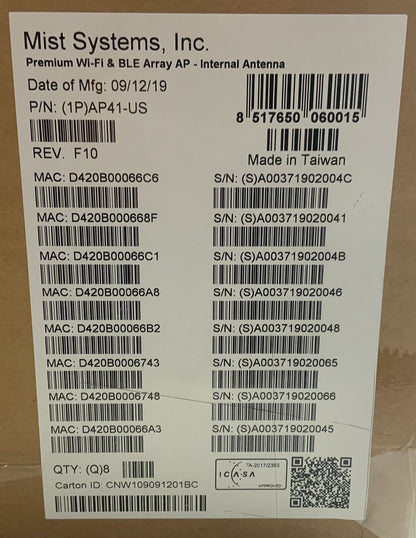 Mist Systems, Inc.
Premium Wi-Fi & BLE Array AP - Internal Antenna
Date of Mfg: 09/12/19
P/N: (1P)AP41-US
8 517650 060015
REV. F10
Made in Taiwan
MAC: D420B00066C6 S/N: (S)A00371902004C
MAC: D420B000668F S/N: (S)A003719020041
MAC: D420B00066C1 S/N: (S)A00371902004B
MAC: D420B00066A8 S/N: (S)A003719020046
MAC: D420B00066B2 S/N: (S)A003719020048
MAC: D420B0006743 S/N: (S)A003719020065
MAC: D420B0006748 S/N: (S)A003719020066
MAC: D420B00066A3 S/N: (S)A003719020045
QTY: (Q)8
TA-2017/2380
ICASA
APPROVED
Carton ID: CNW109091201BC